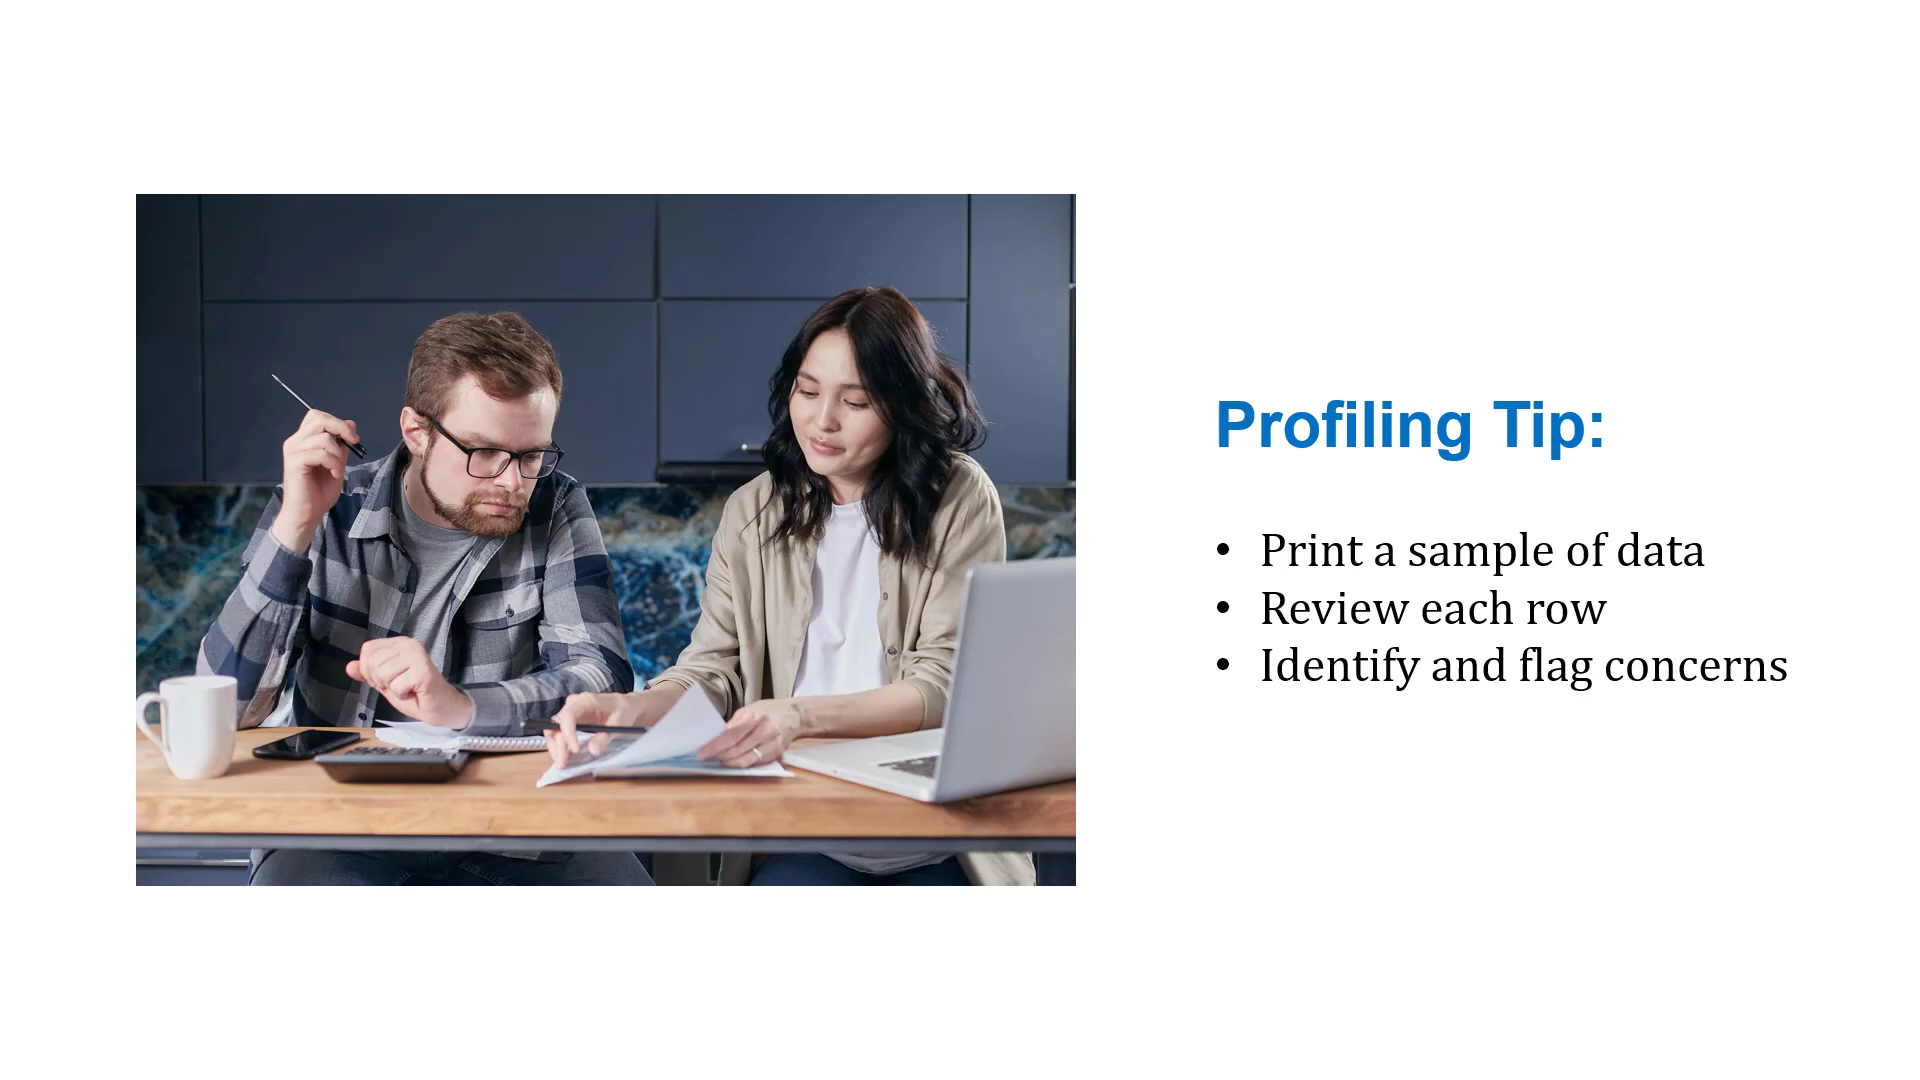 Profiling Tip:
• Print a sample of data
• Review each row
• Identify and flag concerns